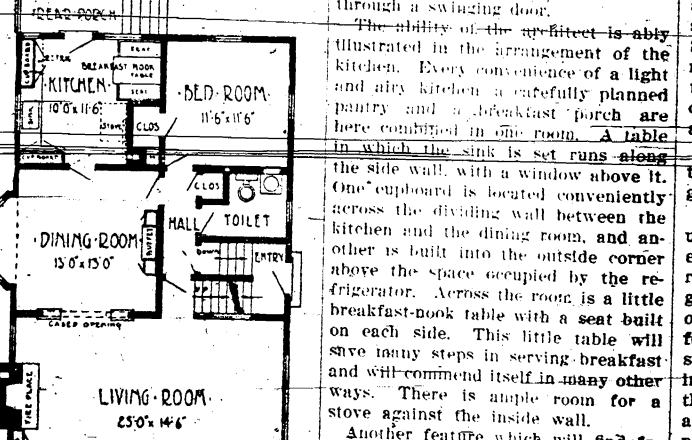 REAR PORCH
SEAT
BREAKFAST NOOK
TABLE
SEAT
CUPBOARD
KITCHEN
10'0"x11'6"
SINK
STOVE
CLOS
BED ROOM
11'6"x11'6"
CUPBOARD
CLOS
HALL
TOILET
DINING·ROOM
13'0"x13'0"
BUFFET
DOWN
ENTRY
UP
CASED OPENING
FIRE PLACE
LIVING·ROOM
25'0"x14'6"
through a swinging door.
The ability of the architect is ably
illustrated in the arrangement of the
kitchen. Every convenience of a light
and airy kitchen a carefully planned
pantry and a breakfast porch are
here combined in one room. A table
in which the sink is set runs along
the side wall, with a window above it.
One cupboard is located conveniently
across the dividing wall between the
kitchen and the dining room, and an-
other is built into the outside corner
above the space occupied by the re-
frigerator. Across the room is a little
breakfast-nook table with a seat built
on each side. This little table will
save many steps in serving breakfast
and will commend itself in many other
ways. There is ample room for a
stove against the inside wall.
Another feature which will